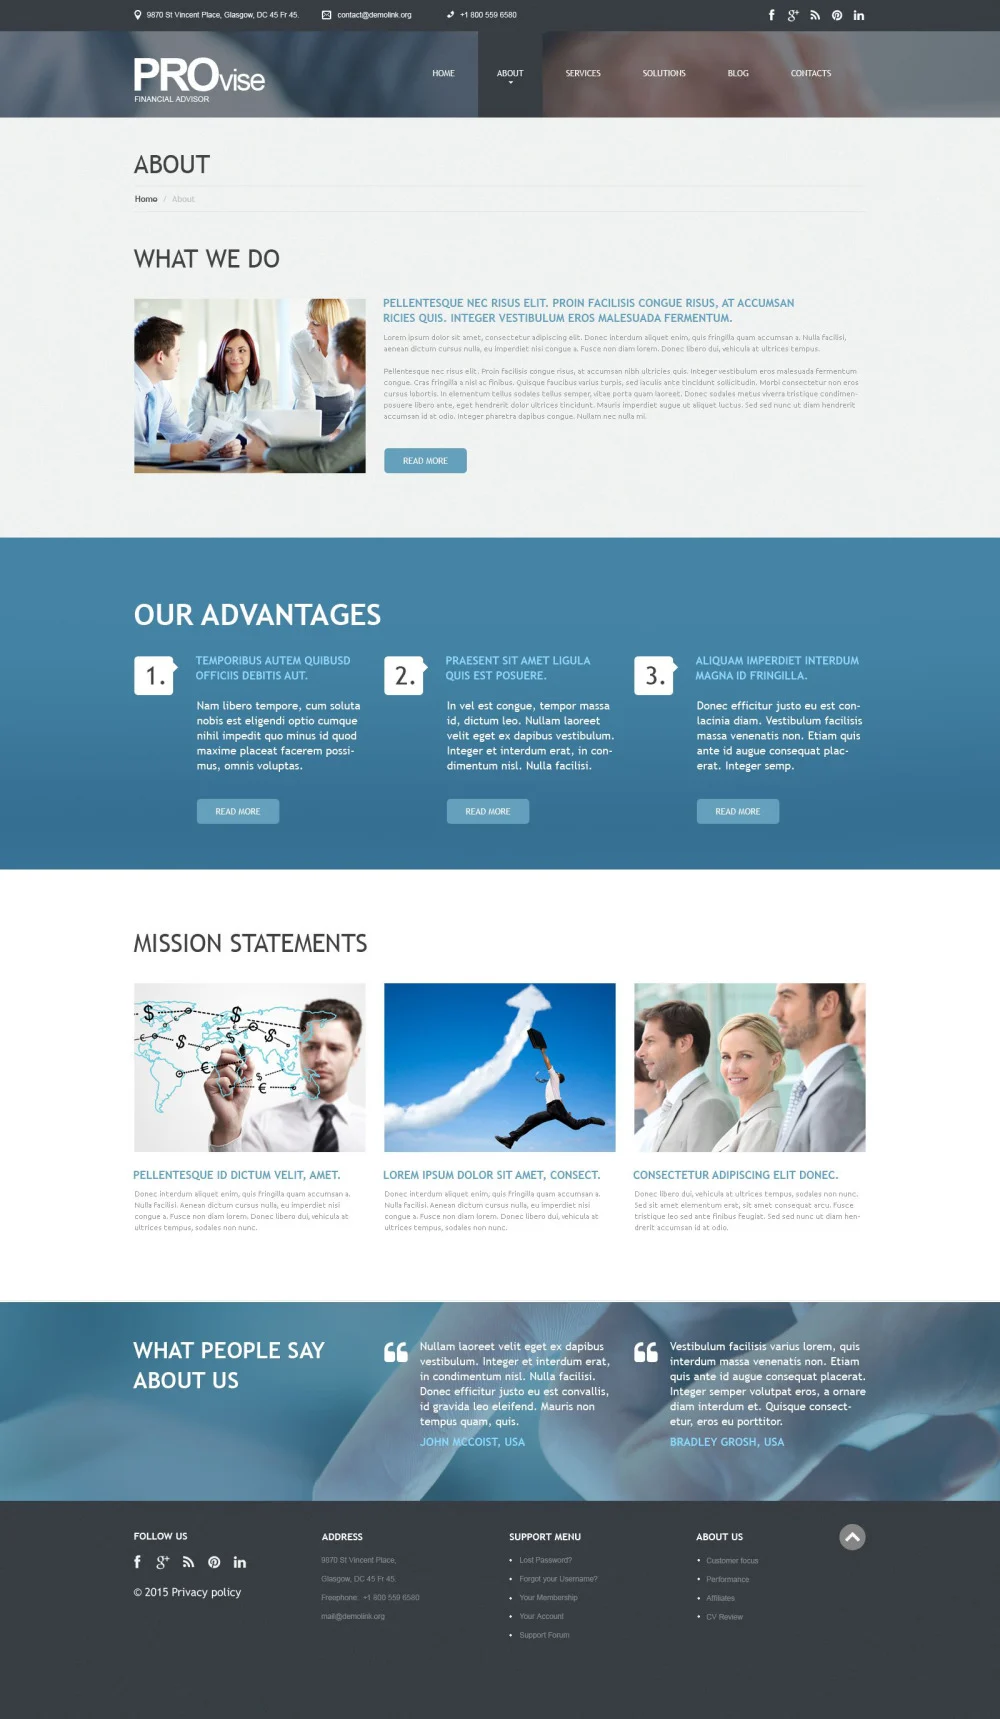 9870 St Vincent Place, Glasgow, DC 45 Fr 45.
contact@demolink.org
+1 800 559 6580
PROvise
FINANCIAL ADVISOR
HOME
ABOUT
SERVICES
SOLUTIONS
BLOG
CONTACTS
ABOUT
Home / About
WHAT WE DO
PELLENTESQUE NEC RISUS ELIT. PROIN FACILISIS CONGUE RISUS, AT ACCUMSAN
RICIES QUIS. INTEGER VESTIBULUM EROS MALESUADA FERMENTUM.
Lorem ipsum dolor sit amet, consectetur adipiscing elit. Donec interdum aliquet enim, quis fringilla quam accumsan a. Nulla facilisi,
aenean dictum cursus nulla, eu imperdiet nisi congue a. Fusce non diam lorem. Donec libero dui, vehicula at ultrices tempus.
Pellentesque nec risus elit. Proin facilisis congue risus, at accumsan nibh ultricies quis. Integer vestibulum eros malesuada fermentum
congue. Cras fringilla a nisl ac finibus. Quisque faucibus varius turpis, sed iaculis ante tincidunt sollicitudin. Morbi consectetur non eros
cursus lobortis. In elementum tellus sodales tellus semper, vitae porta quam laoreet. Donec sodales metus viverra tristique condimen-
posuere libero ante, eget hendrerit dolor ultrices tincidunt. Mauris imperdiet augue ut aliquet luctus. Sed sed nunc ut diam hendrerit
accumsan id at odio. Integer pharetra dapibus congue. Nullam nec nulla mi.
READ MORE
OUR ADVANTAGES
1.
TEMPORIBUS AUTEM QUIBUSD
OFFICIIS DEBITIS AUT.
Nam libero tempore, cum soluta
nobis est eligendi optio cumque
nihil impedit quo minus id quod
maxime placeat facerem possi-
mus, omnis voluptas.
READ MORE
2.
PRAESENT SIT AMET LIGULA
QUIS EST POSUERE.
In vel est congue, tempor massa
id, dictum leo. Nullam laoreet
velit eget ex dapibus vestibulum.
Integer et interdum erat, in con-
dimentum nisl. Nulla facilisi.
READ MORE
3.
ALIQUAM IMPERDIET INTERDUM
MAGNA ID FRINGILLA.
Donec efficitur justo eu est con-
lacinia diam. Vestibulum facilisis
massa venenatis non. Etiam quis
ante id augue consequat plac-
erat. Integer semp.
READ MORE
MISSION STATEMENTS
PELLENTESQUE ID DICTUM VELIT, AMET.
Donec interdum aliquet enim, quis fringilla quam accumsan a.
Nulla facilisi. Aenean dictum cursus nulla, eu imperdiet nisi
congue a. Fusce non diam lorem. Donec libero dui, vehicula at
ultrices tempus, sodales non nunc.
LOREM IPSUM DOLOR SIT AMET, CONSECT.
Donec interdum aliquet enim, quis fringilla quam accumsan a.
Nulla facilisi. Aenean dictum cursus nulla, eu imperdiet nisi
congue a. Fusce non diam lorem. Donec libero dui, vehicula at
ultrices tempus, sodales non nunc.
CONSECTETUR ADIPISCING ELIT DONEC.
Donec libero dui, vehicula at ultrices tempus, sodales non nunc.
Sed sit amet elementum erat, sit amet consequat arcu. Fusce
tristique leo sed ante finibus feugiat. Sed sed nunc ut diam hen-
drerit accumsan id at odio.
WHAT PEOPLE SAY
ABOUT US
Nullam laoreet velit eget ex dapibus
vestibulum. Integer et interdum erat,
in condimentum nisl. Nulla facilisi.
Donec efficitur justo eu est convallis,
id gravida leo eleifend. Mauris non
tempus quam, quis.
JOHN MCCOIST, USA
Vestibulum facilisis varius lorem, quis
interdum massa venenatis non. Etiam
quis ante id augue consequat placerat.
Integer semper volutpat eros, a ornare
diam interdum et. Quisque consect-
etur, eros eu porttitor.
BRADLEY GROSH, USA
FOLLOW US
© 2015 Privacy policy
ADDRESS
9870 St Vincent Place,
Glasgow, DC 45 Fr 45.
Freephone: +1 800 559 6580
mail@demolink.org
SUPPORT MENU
Lost Password?
Forgot your Username?
Your Membership
Your Account
Support Forum
ABOUT US
Customer focus
Performance
Affiliates
CV Review